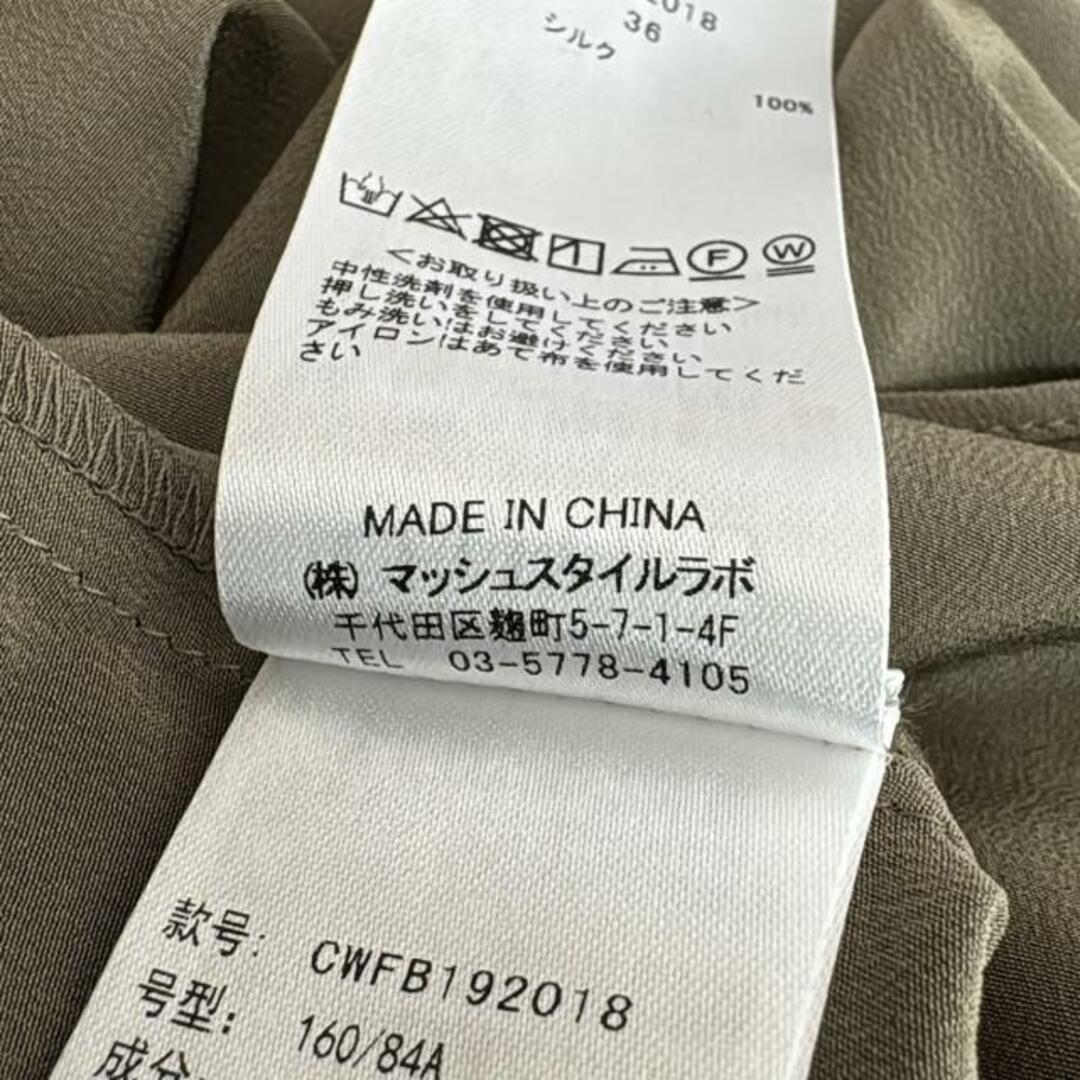 2018
36
シルク
100%
F W
<お取り扱い上のご注意>
中性洗剤を使用してください
押し洗いをしてください
もみ洗いはお避けください
アイロンはあて布を使用してくだ
さい
MADE IN CHINA
(株) マッシュスタイルラボ
千代田区麹町5-7-1-4F
TEL 03-5778-4105
款号: CWFB192018
号型: 160/84A
成分